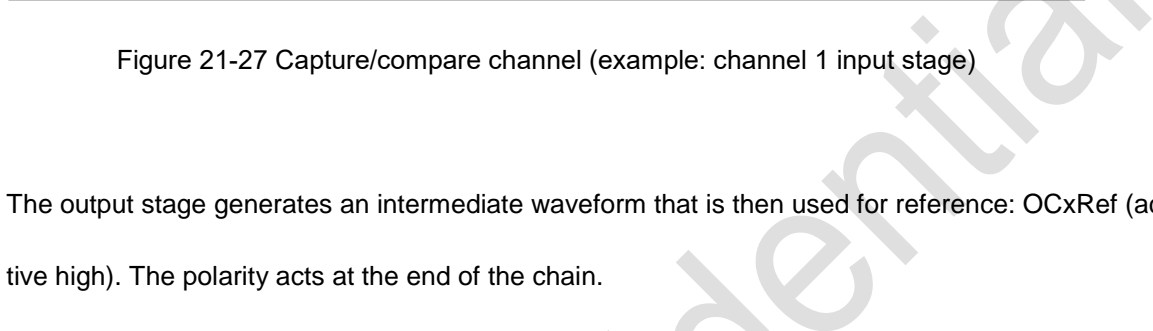 Figure 21-27 Capture/compare channel (example: channel 1 input stage)
The output stage generates an intermediate waveform that is then used for reference: OCxRef (ac
tive high). The polarity acts at the end of the chain.